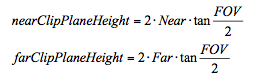 nearClipPlaneHeight = 2 · Near · tan FOV/2
farClipPlaneHeight = 2 · Far · tan FOV/2